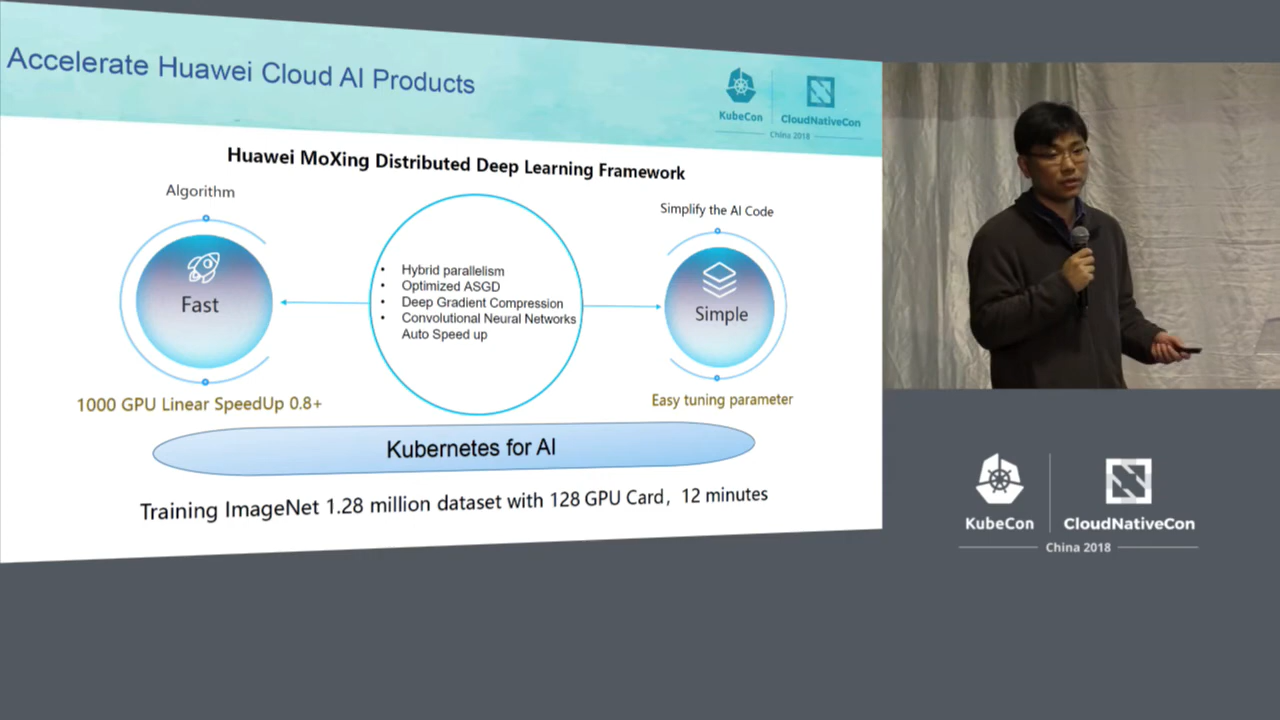 Accelerate Huawei Cloud AI Products
KubeCon
CloudNativeCon
China 2018
Huawei MoXing Distributed Deep Learning Framework
Algorithm
Fast
1000 GPU Linear SpeedUp 0.8+
• Hybrid parallelism
• Optimized ASGD
• Deep Gradient Compression
• Convolutional Neural Networks
Auto Speed up
Simplify the AI Code
Simple
Easy tuning parameter
Kubernetes for AI
Training ImageNet 1.28 million dataset with 128 GPU Card，12 minutes
KubeCon
CloudNativeCon
China 2018